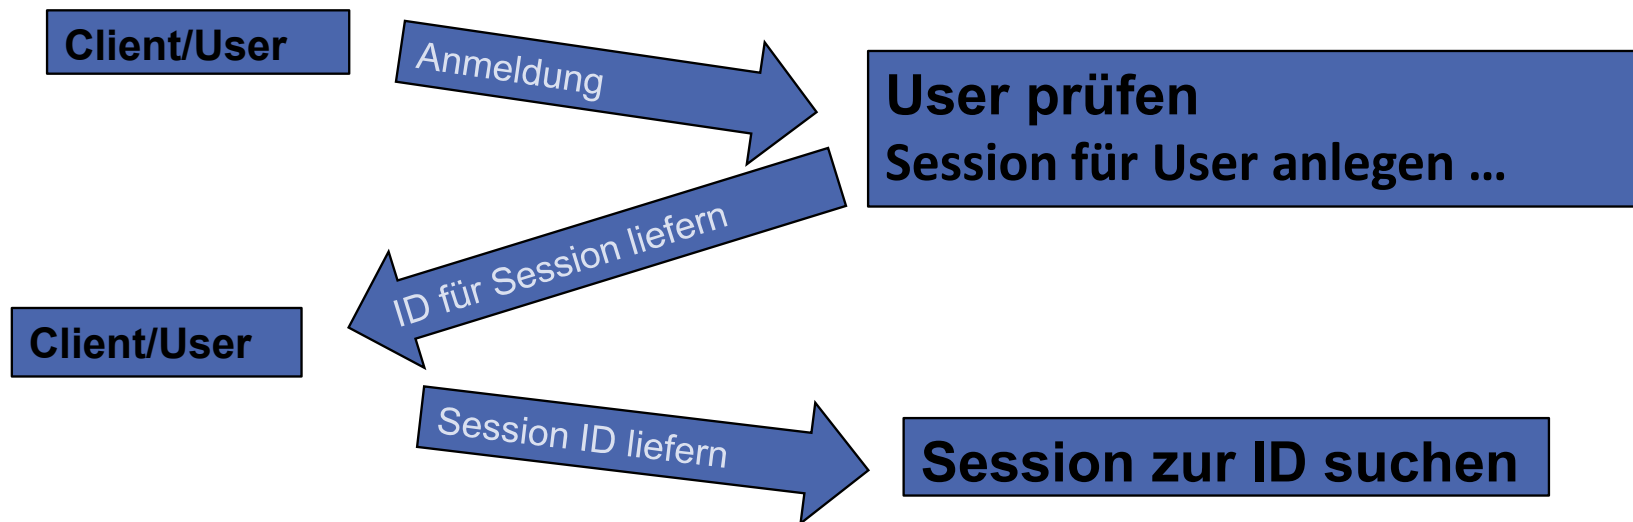 Client/User
Anmeldung
User prüfen
Session für User anlegen ...
ID für Session liefern
Client/User
Session ID liefern
Session zur ID suchen